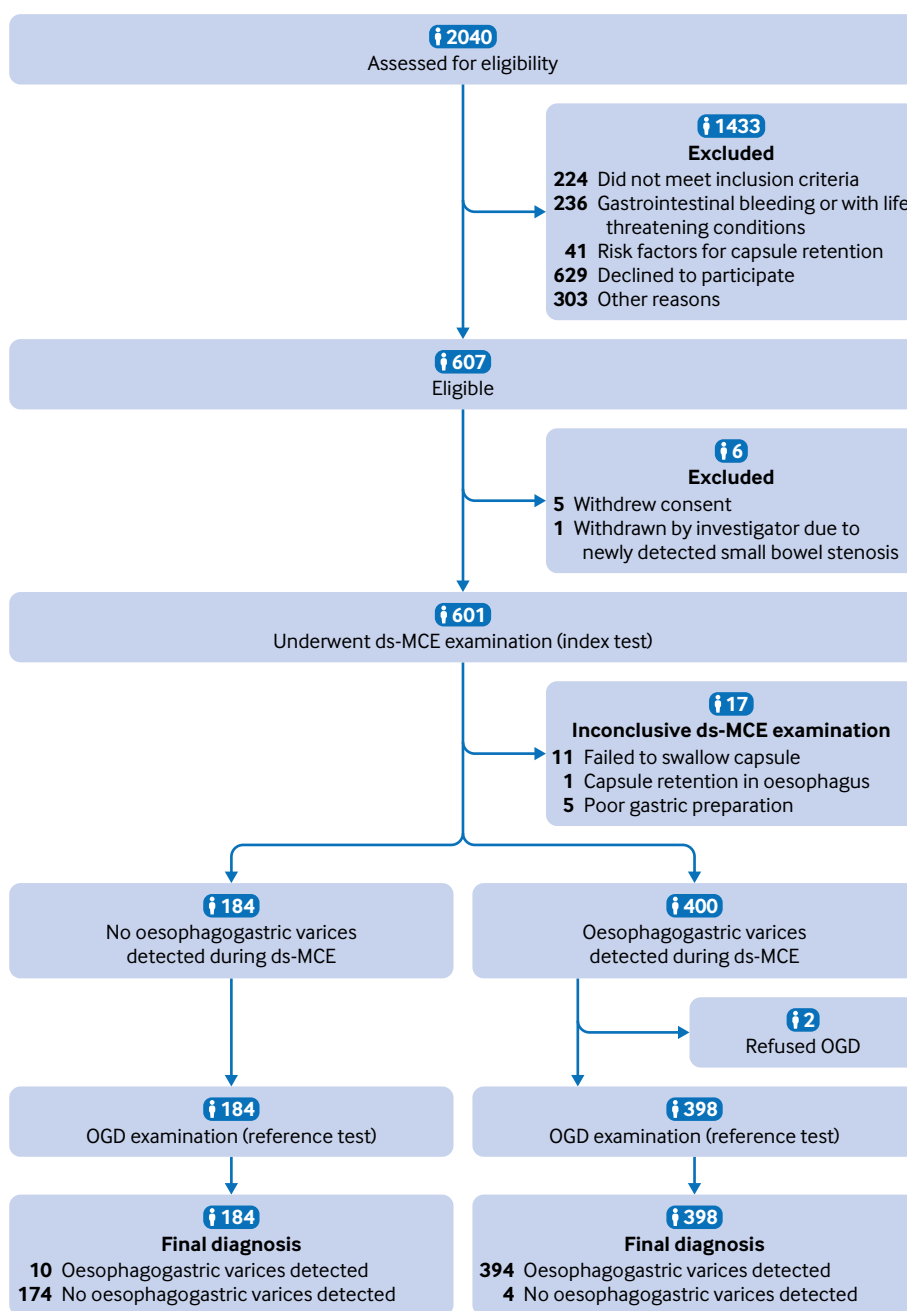 2040
Assessed for eligibility
1433
Excluded
224 Did not meet inclusion criteria
236 Gastrointestinal bleeding or with life
threatening conditions
41 Risk factors for capsule retention
629 Declined to participate
303 Other reasons
607
Eligible
6
Excluded
5 Withdrew consent
1 Withdrawn by investigator due to
newly detected small bowel stenosis
601
Underwent ds-MCE examination (index test)
17
Inconclusive ds-MCE examination
11 Failed to swallow capsule
1 Capsule retention in oesophagus
5 Poor gastric preparation
184
No oesophagogastric varices
detected during ds-MCE
400
Oesophagogastric varices
detected during ds-MCE
2
Refused OGD
184
OGD examination (reference test)
398
OGD examination (reference test)
184
Final diagnosis
10 Oesophagogastric varices detected
174 No oesophagogastric varices detected
398
Final diagnosis
394 Oesophagogastric varices detected
4 No oesophagogastric varices detected